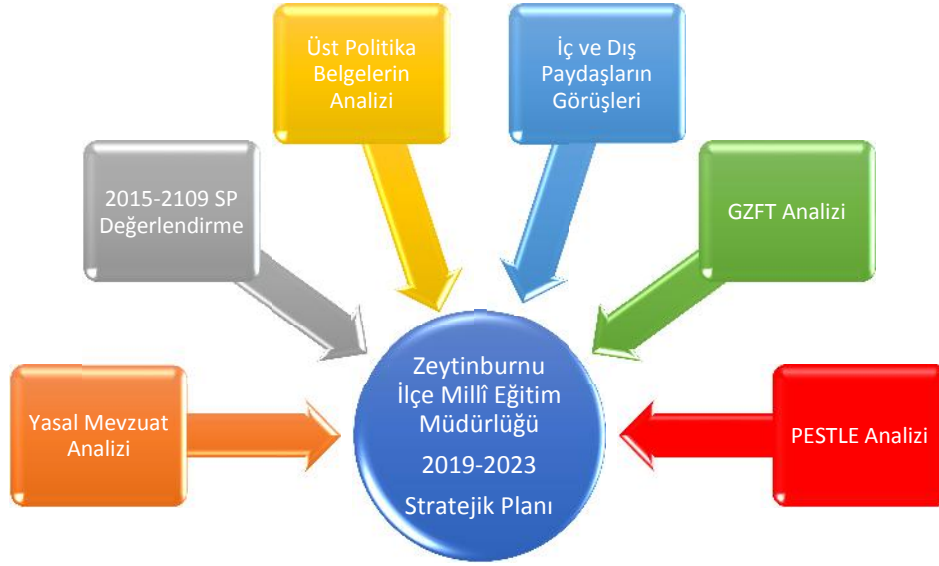 Üst Politika
Belgelerin
Analizi
İç ve Dış
Paydaşların
Görüşleri
2015-2109 SP
Değerlendirme
GZFT Analizi
Yasal Mevzuat
Analizi
Zeytinburnu
İlçe Millî Eğitim
Müdürlüğü
2019-2023
Stratejik Planı
PESTLE Analizi